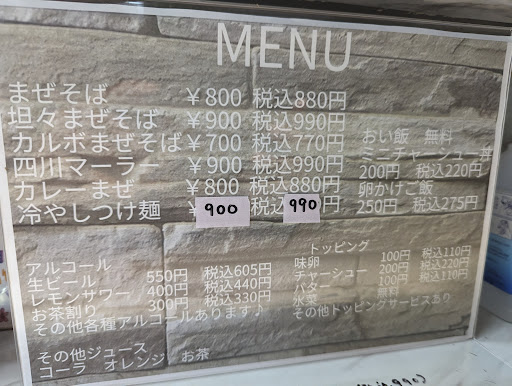 MENU
まぜそば ¥800 税込880円
坦々まぜそば ¥900 税込990円
カルボまぜそば ¥700 税込770円
四川マーラ ¥900 税込990円
カレーまぜ ¥800 税込880円
冷やしつけ麺 ¥900 税込990円
おい飯 無料
ミニチャーシュー丼
200円 税込220円
卵かけご飯
250円 税込275円
アルコール
生ビール 550円 税込605円
レモンサワー 400円 税込440円
お茶割り 300円 税込330円
その他各種アルコールあります♪
その他ジュース
コーラ オレンジ お茶
トッピング
味卵 100円 税込110円
チャーシュー 200円 税込220円
バター 100円 税込110円
水菜 無料
その他トッピングサービスあり